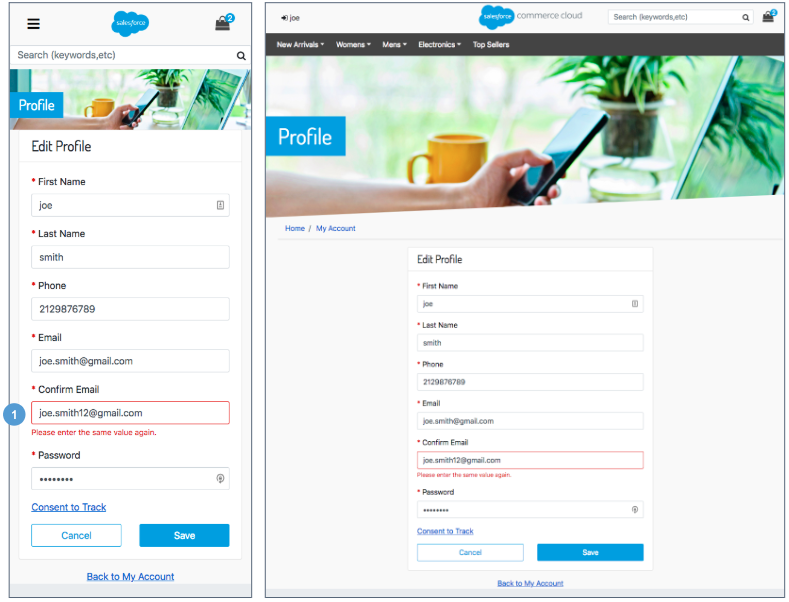 salesforce
2
Search (keywords,etc)
Profile
Edit Profile
* First Name
joe
* Last Name
smith
* Phone
2129876789
* Email
joe.smith@gmail.com
* Confirm Email
1
joe.smith12@gmail.com
Please enter the same value again.
* Password
••••••••
Consent to Track
Cancel
Save
Back to My Account
joe
salesforce commerce cloud
Search (keywords,etc)
2
New Arrivals
Womens
Mens
Electronics
Top Sellers
Profile
Home / My Account
Edit Profile
* First Name
joe
* Last Name
smith
* Phone
2129876789
* Email
joe.smith@gmail.com
* Confirm Email
joe.smith12@gmail.com
Please enter the same value again.
* Password
••••••••
Consent to Track
Cancel
Save
Back to My Account